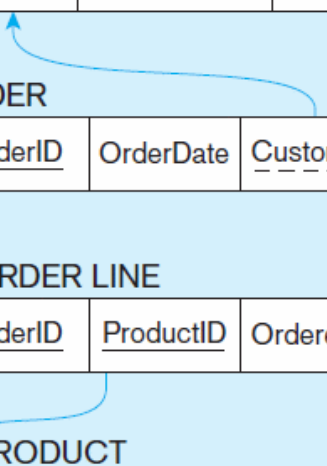 DER
derID OrderDate Custo
RDER LINE
derID ProductID Ordere
RODUCT